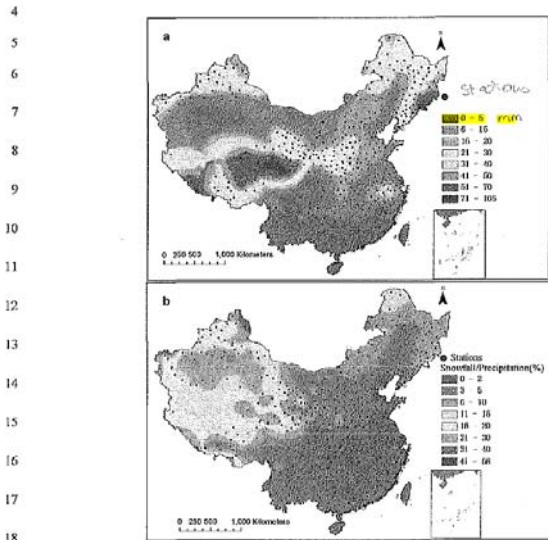 4
5
6
7
8
9
10
11
12
13
14
15
16
17
18
a
N
stations
0 - 5 mm
6 - 15
16 - 20
21 - 30
31 - 40
41 - 50
51 - 70
71 - 105
0 250 500 1,000 Kilometers
b
N
Stations
Snowfall/Precipitation(%)
0 - 2
3 - 5
6 - 10
11 - 15
16 - 20
21 - 30
31 - 40
41 - 58
0 250 500 1,000 Kilometers